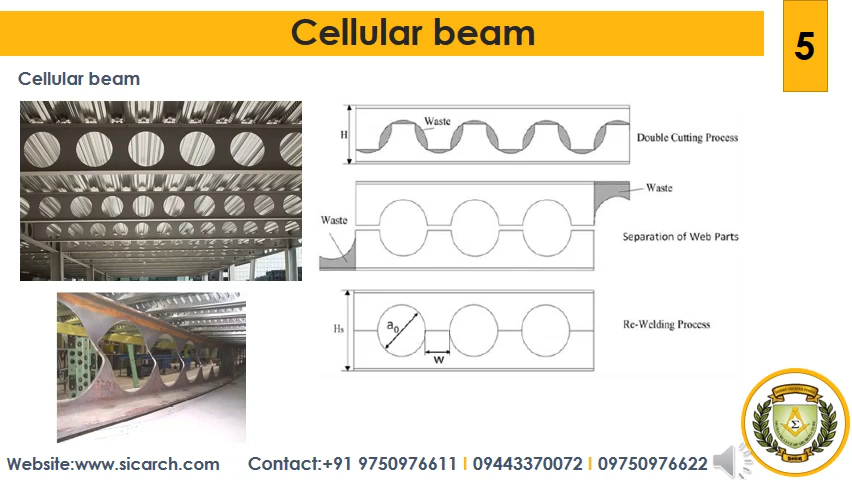 Cellular beam
5
Cellular beam
H
Waste
Double Cutting Process
Waste
Waste
Separation of Web Parts
Hs
a0
w
Re-Welding Process
Σ
Website:www.sicarch.com
Contact:+91 9750976611 I 09443370072 I 09750976622